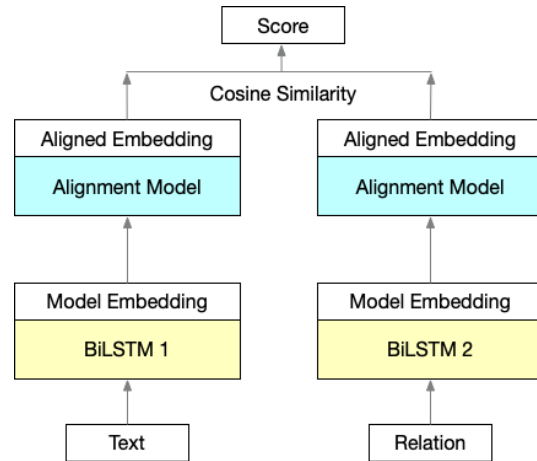 Score
Cosine Similarity
Aligned Embedding Aligned Embedding
Alignment Model Alignment Model
Model Embedding Model Embedding
BiLSTM 1 BiLSTM 2
Text Relation